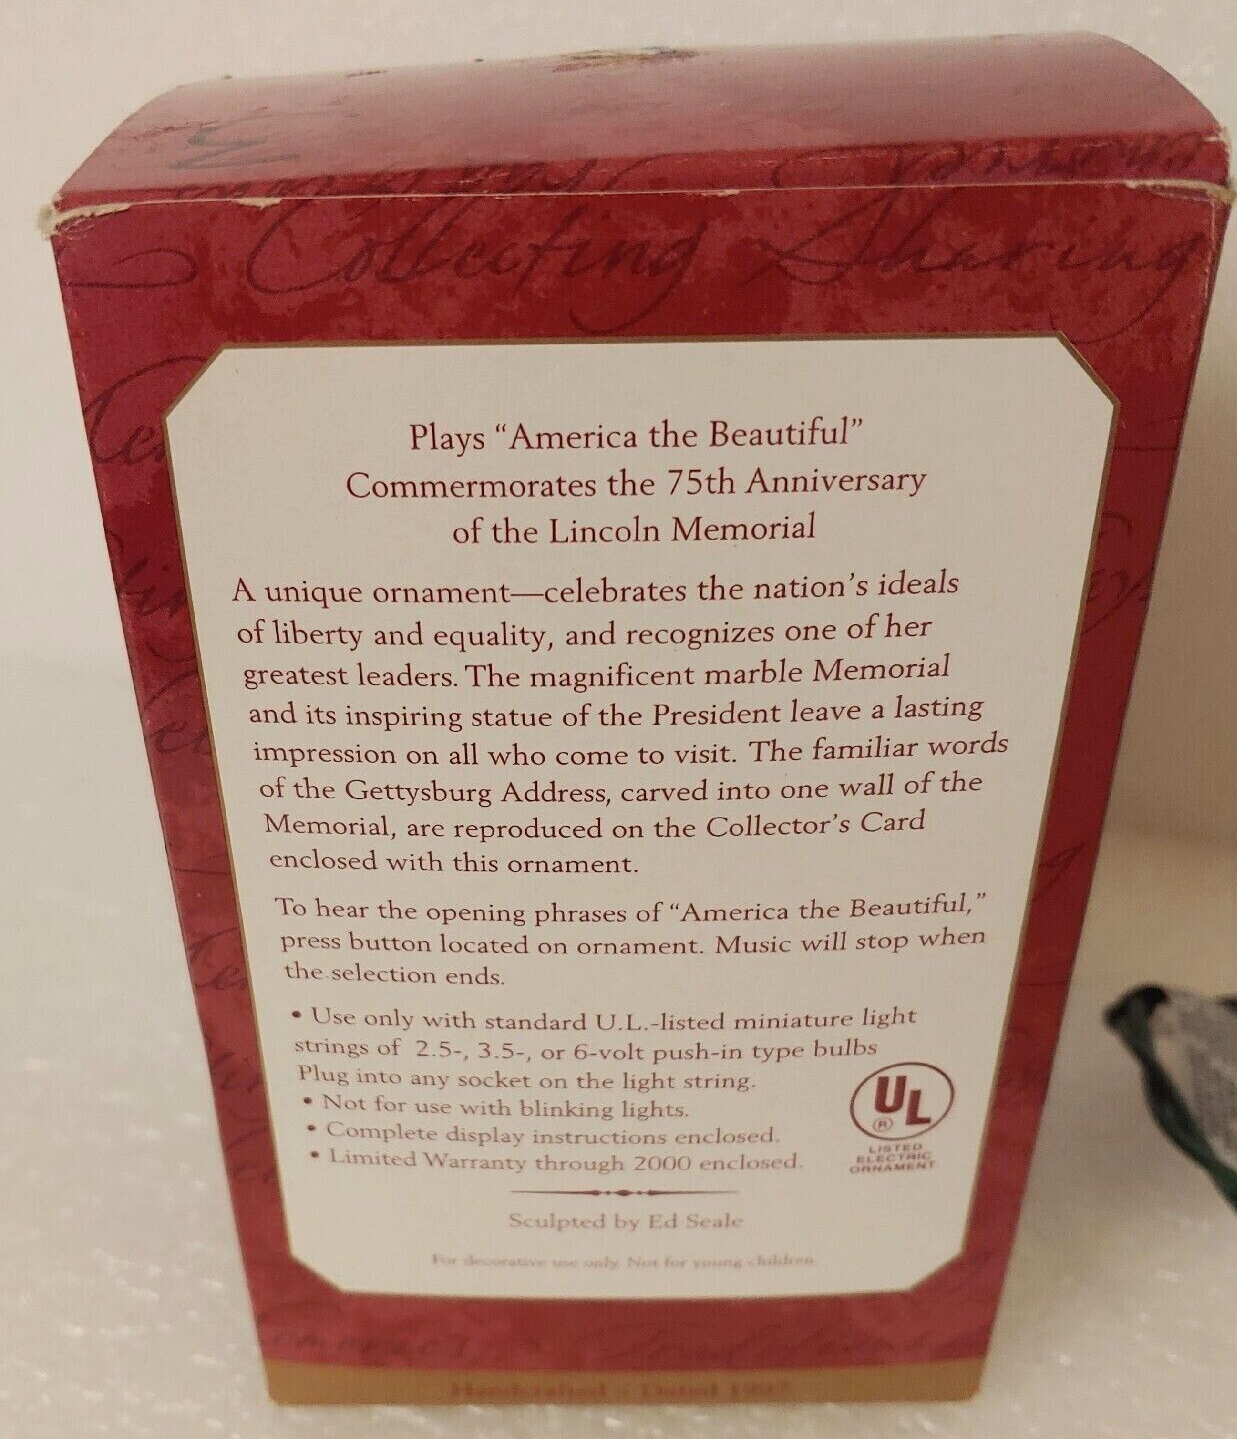 Collecting Sharing
Plays “America the Beautiful”
Commermorates the 75th Anniversary
of the Lincoln Memorial
A unique ornament—celebrates the nation’s ideals
of liberty and equality, and recognizes one of her
greatest leaders. The magnificent marble Memorial
and its inspiring statue of the President leave a lasting
impression on all who come to visit. The familiar words
of the Gettysburg Address, carved into one wall of the
Memorial, are reproduced on the Collector’s Card
enclosed with this ornament.
To hear the opening phrases of “America the Beautiful,”
press button located on ornament. Music will stop when
the selection ends.
• Use only with standard U.L.-listed miniature light
strings of 2.5-, 3.5-, or 6-volt push-in type bulbs
Plug into any socket on the light string.
• Not for use with blinking lights.
• Complete display instructions enclosed.
• Limited Warranty through 2000 enclosed.
UL
®
LISTED
ELECTRIC
ORNAMENT
Sculpted by Ed Seale
For decorative use only. Not for young children.
Handcrafted – Dated 1997